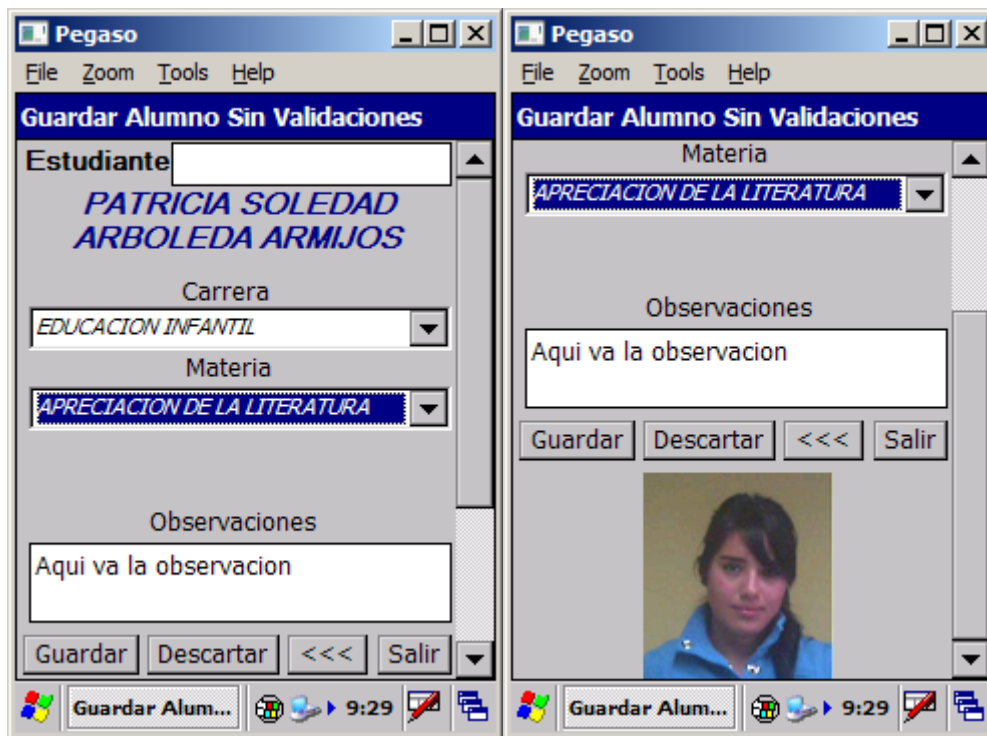 Pegaso
File Zoom Tools Help
Guardar Alumno Sin Validaciones
Estudiante
PATRICIA SOLEDAD
ARBOLEDA ARMIJOS
Carrera
EDUCACION INFANTIL
Materia
APRECIACION DE LA LITERATURA
Observaciones
Aqui va la observacion
Guardar Descartar <<< Salir
Guardar Alum... 9:29
Pegaso
File Zoom Tools Help
Guardar Alumno Sin Validaciones
Materia
APRECIACION DE LA LITERATURA
Observaciones
Aqui va la observacion
Guardar Descartar <<< Salir
Guardar Alum... 9:29